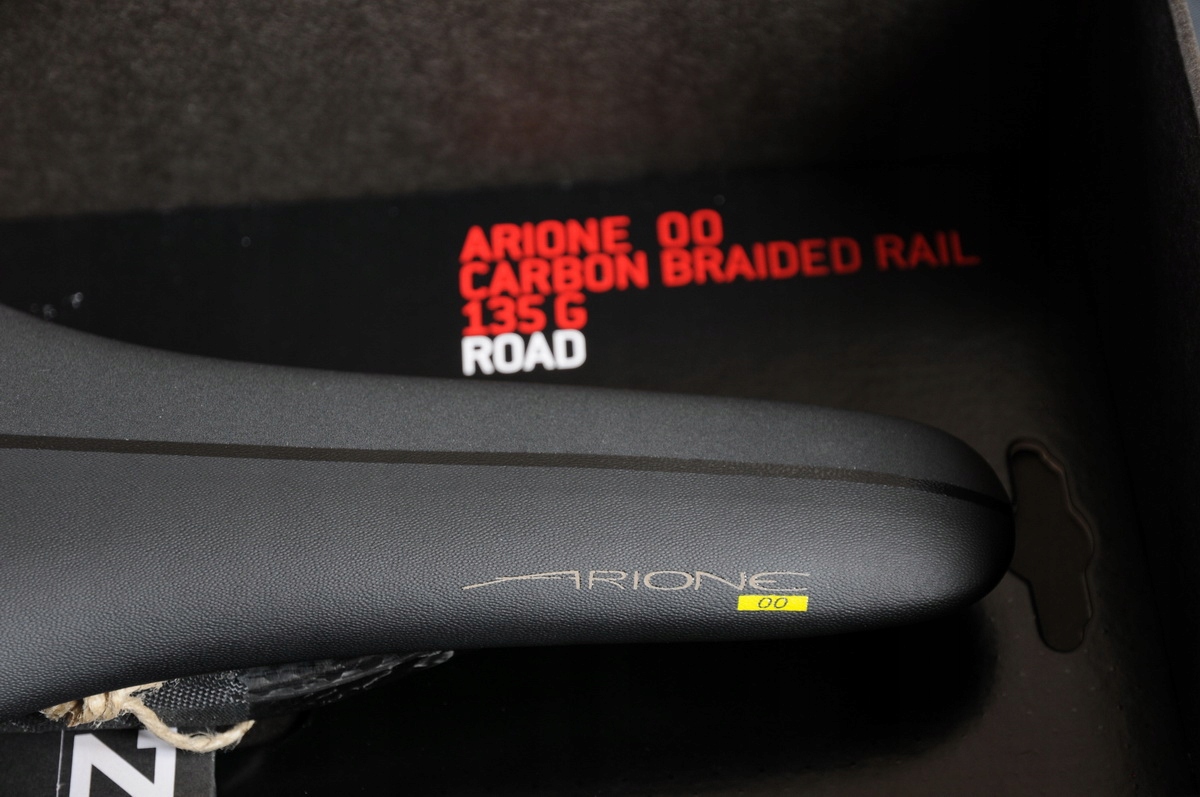 ARIONE 00
CARBON BRAIDED RAIL
135 G
ROAD
ARIONE
00
Z